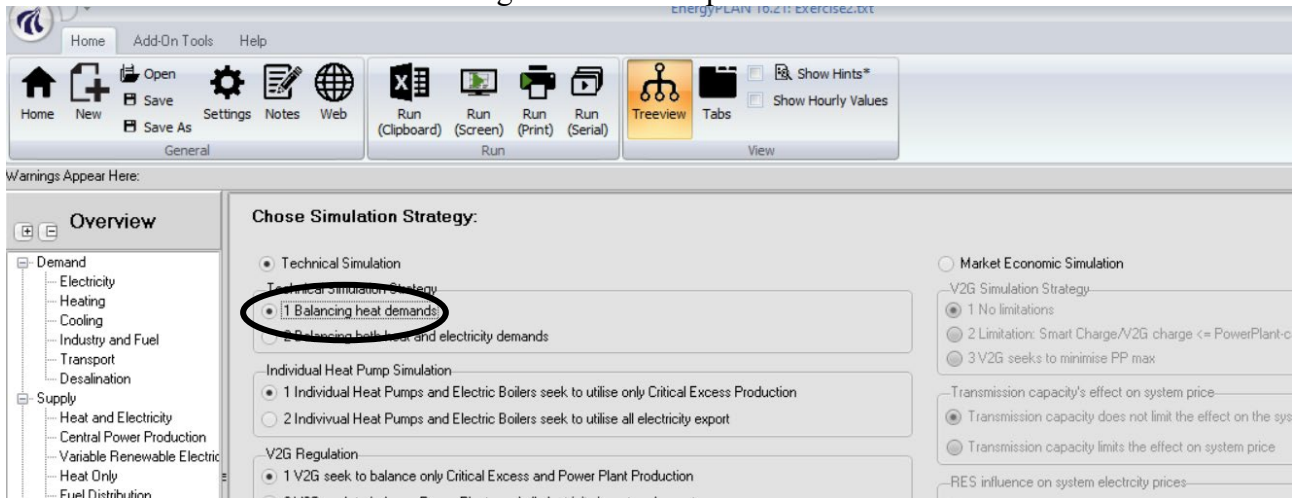 EnergyPLAN 16.21: Exercise2.txt
Home Add-On Tools Help
Open
Save
Save As
Home New Settings Notes Web
General
Run (Clipboard) Run (Screen) Run (Print) Run (Serial)
Run
Treeview Tabs
Show Hints*
Show Hourly Values
View
Warnings Appear Here:
Overview
Demand
Electricity
Heating
Cooling
Industry and Fuel
Transport
Desalination
Supply
Heat and Electricity
Central Power Production
Variable Renewable Electric
Heat Only
Fuel Distribution
Chose Simulation Strategy:
Technical Simulation
Technical Simulation Strategy
1 Balancing heat demands
2 Balancing both heat and electricity demands
Individual Heat Pump Simulation
1 Individual Heat Pumps and Electric Boilers seek to utilise only Critical Excess Production
2 Indivivual Heat Pumps and Electric Boilers seek to utilise all electricity export
V2G Regulation
1 V2G seek to balance only Critical Excess and Power Plant Production
Market Economic Simulation
V2G Simulation Strategy
1 No limitations
2 Limitation: Smart Charge/V2G charge <= PowerPlant-c
3 V2G seeks to minimise PP max
Transmission capacity's effect on system price
Transmission capacity does not limit the effect on the sys
Transmission capacity limits the effect on system price
RES influence on system electrcity prices